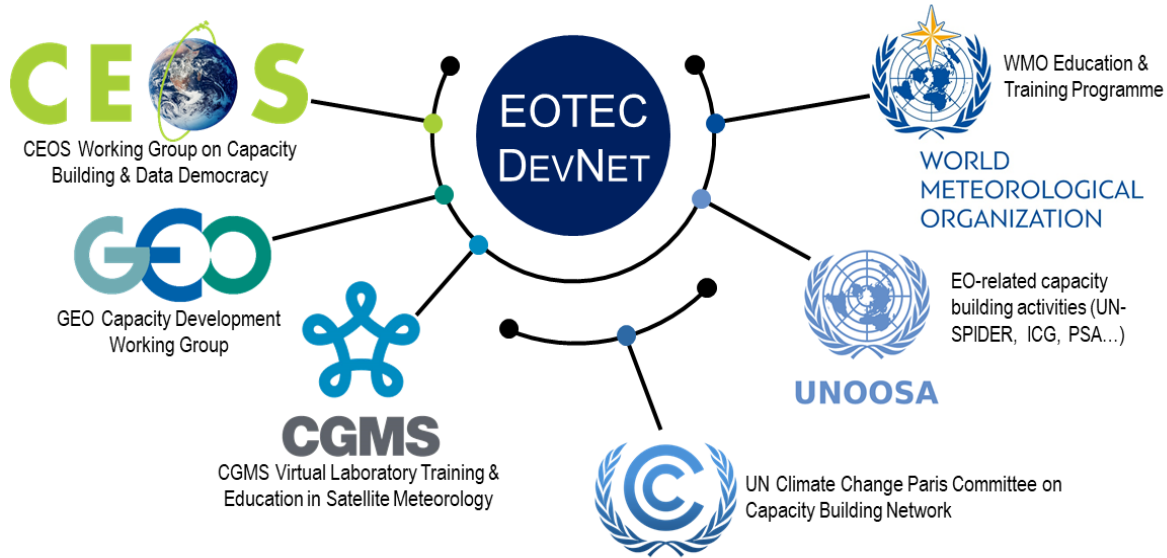 CEOS
CEOS Working Group on Capacity
Building & Data Democracy
GEO
GEO Capacity Development
Working Group
CGMS
CGMS Virtual Laboratory Training &
Education in Satellite Meteorology
EOTEC
DEVNET
WMO Education &
Training Programme
WORLD
METEOROLOGICAL
ORGANIZATION
EO-related capacity
building activities (UN-
SPIDER, ICG, PSA…)
UNOOSA
UN Climate Change Paris Committee on
Capacity Building Network